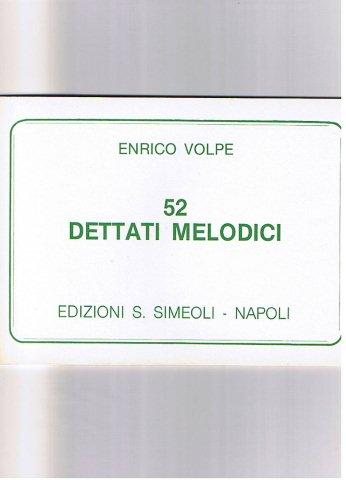 ENRICO VOLPE
52
DETTATI MELODICI
EDIZIONI S. SIMEOLI - NAPOLI